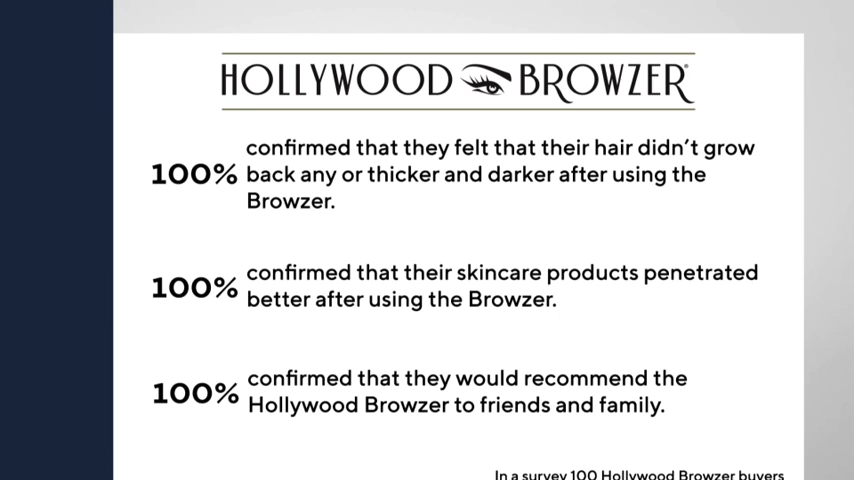 HOLLYWOOD BROWZER®
confirmed that they felt that their hair didn't grow
100% back any or thicker and darker after using the
Browzer.
100% confirmed that their skincare products penetrated
better after using the Browzer.
100% confirmed that they would recommend the
Hollywood Browzer to friends and family.
In a survey 100 Hollywood Browzer buyers